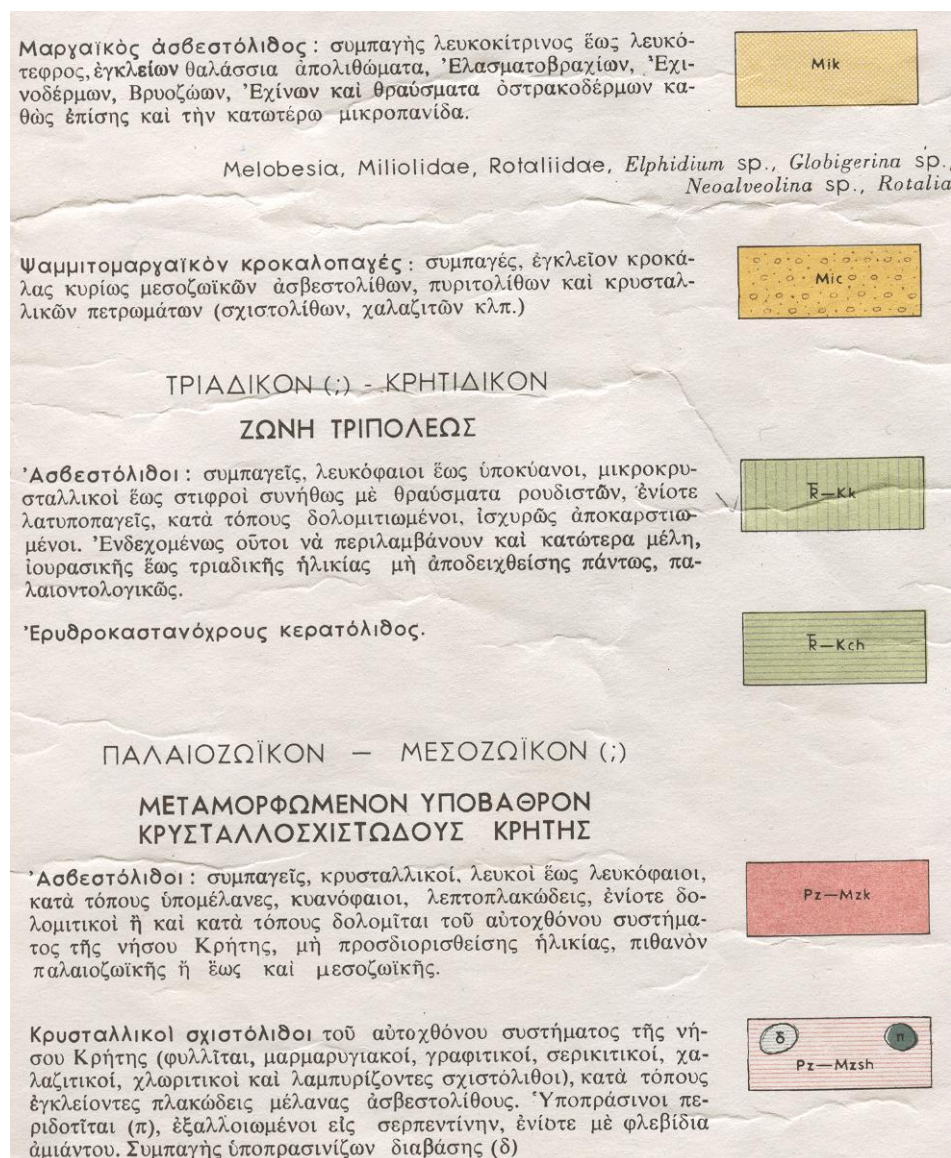 Μαργαϊκὸς ἀσβεστόλιθος : συμπαγὴς λευκοκίτρινος ἕως λευκό-
τεφρος, ἐγκλείων θαλάσσια ἀπολιθώματα, Ἐλασματοβραχίων, Ἐχι-
νοδέρμων, Βρυοζώων, Ἐχίνων καὶ θραύσματα ὀστρακοδέρμων κα-
θὼς ἐπίσης καὶ τὴν κατωτέρω μικροπανίδα.
Mik
Melobesia, Miliolidae, Rotaliidae, Elphidium sp., Globigerina sp.,
Neoalveolina sp., Rotalia
Ψαμμιτομαργαϊκὸν κροκαλοπαγές : συμπαγές, ἐγκλεῖον κροκά-
λας κυρίως μεσοζωϊκῶν ἀσβεστολίθων, πυριτολίθων καὶ κρυσταλ-
λικῶν πετρωμάτων (σχιστολίθων, χαλαζιτῶν κλπ.)
Mic
ΤΡΙΑΔΙΚΟΝ (;) - ΚΡΗΤΙΔΙΚΟΝ
ΖΩΝΗ ΤΡΙΠΟΛΕΩΣ
Ἀσβεστόλιθοι : συμπαγεῖς, λευκόφαιοι ἕως ὑποκύανοι, μικροκρυ-
σταλλικοὶ ἕως στιφροὶ συνήθως μὲ θραύσματα ρουδιστῶν, ἐνίοτε
λατυποπαγεῖς, κατὰ τόπους δολομιτιωμένοι, ἰσχυρῶς ἀποκαρστιω-
μένοι. Ἐνδεχομένως οὗτοι νὰ περιλαμβάνουν καὶ κατώτερα μέλη,
ἰουρασικῆς ἕως τριαδικῆς ἡλικίας μὴ ἀποδειχθείσης πάντως, πα-
λαιοντολογικῶς.
R̅—Kk
Ἐρυθροκαστανόχρους κερατόλιθος.
R̅—Kch
ΠΑΛΑΙΟΖΩΪΚΟΝ — ΜΕΣΟΖΩΪΚΟΝ (;)
ΜΕΤΑΜΟΡΦΩΜΕΝΟΝ ΥΠΟΒΑΘΡΟΝ
ΚΡΥΣΤΑΛΛΟΣΧΙΣΤΩΔΟΥΣ ΚΡΗΤΗΣ
Ἀσβεστόλιθοι : συμπαγεῖς, κρυσταλλικοί, λευκοὶ ἕως λευκόφαιοι,
κατὰ τόπους ὑπομέλανες, κυανόφαιοι, λεπτοπλακώδεις, ἐνίοτε δο-
λομιτικοὶ ἢ καὶ κατὰ τόπους δολομῖται τοῦ αὐτοχθόνου συστήμα-
τος τῆς νήσου Κρήτης, μὴ προσδιορισθείσης ἡλικίας, πιθανὸν
παλαιοζωϊκῆς ἢ ἕως καὶ μεσοζωϊκῆς.
Pz—Mzk
Κρυσταλλικοὶ σχιστόλιθοι τοῦ αὐτοχθόνου συστήματος τῆς νή-
σου Κρήτης (φυλλῖται, μαρμαρυγιακοί, γραφιτικοί, σερικιτικοί, χα-
λαζιτικοί, χλωριτικοὶ καὶ λαμπυρίζοντες σχιστόλιθοι), κατὰ τόπους
ἐγκλείοντες πλακώδεις μέλανας ἀσβεστολίθους. Ὑποπράσινοι πε-
ριδοτῖται (π), ἐξαλλοιωμένοι εἰς σερπεντίνην, ἐνίοτε μὲ φλεβίδια
ἀμιάντου. Συμπαγὴς ὑποπρασινίζων διαβάσης (δ)
δ π
Pz—Mzsh